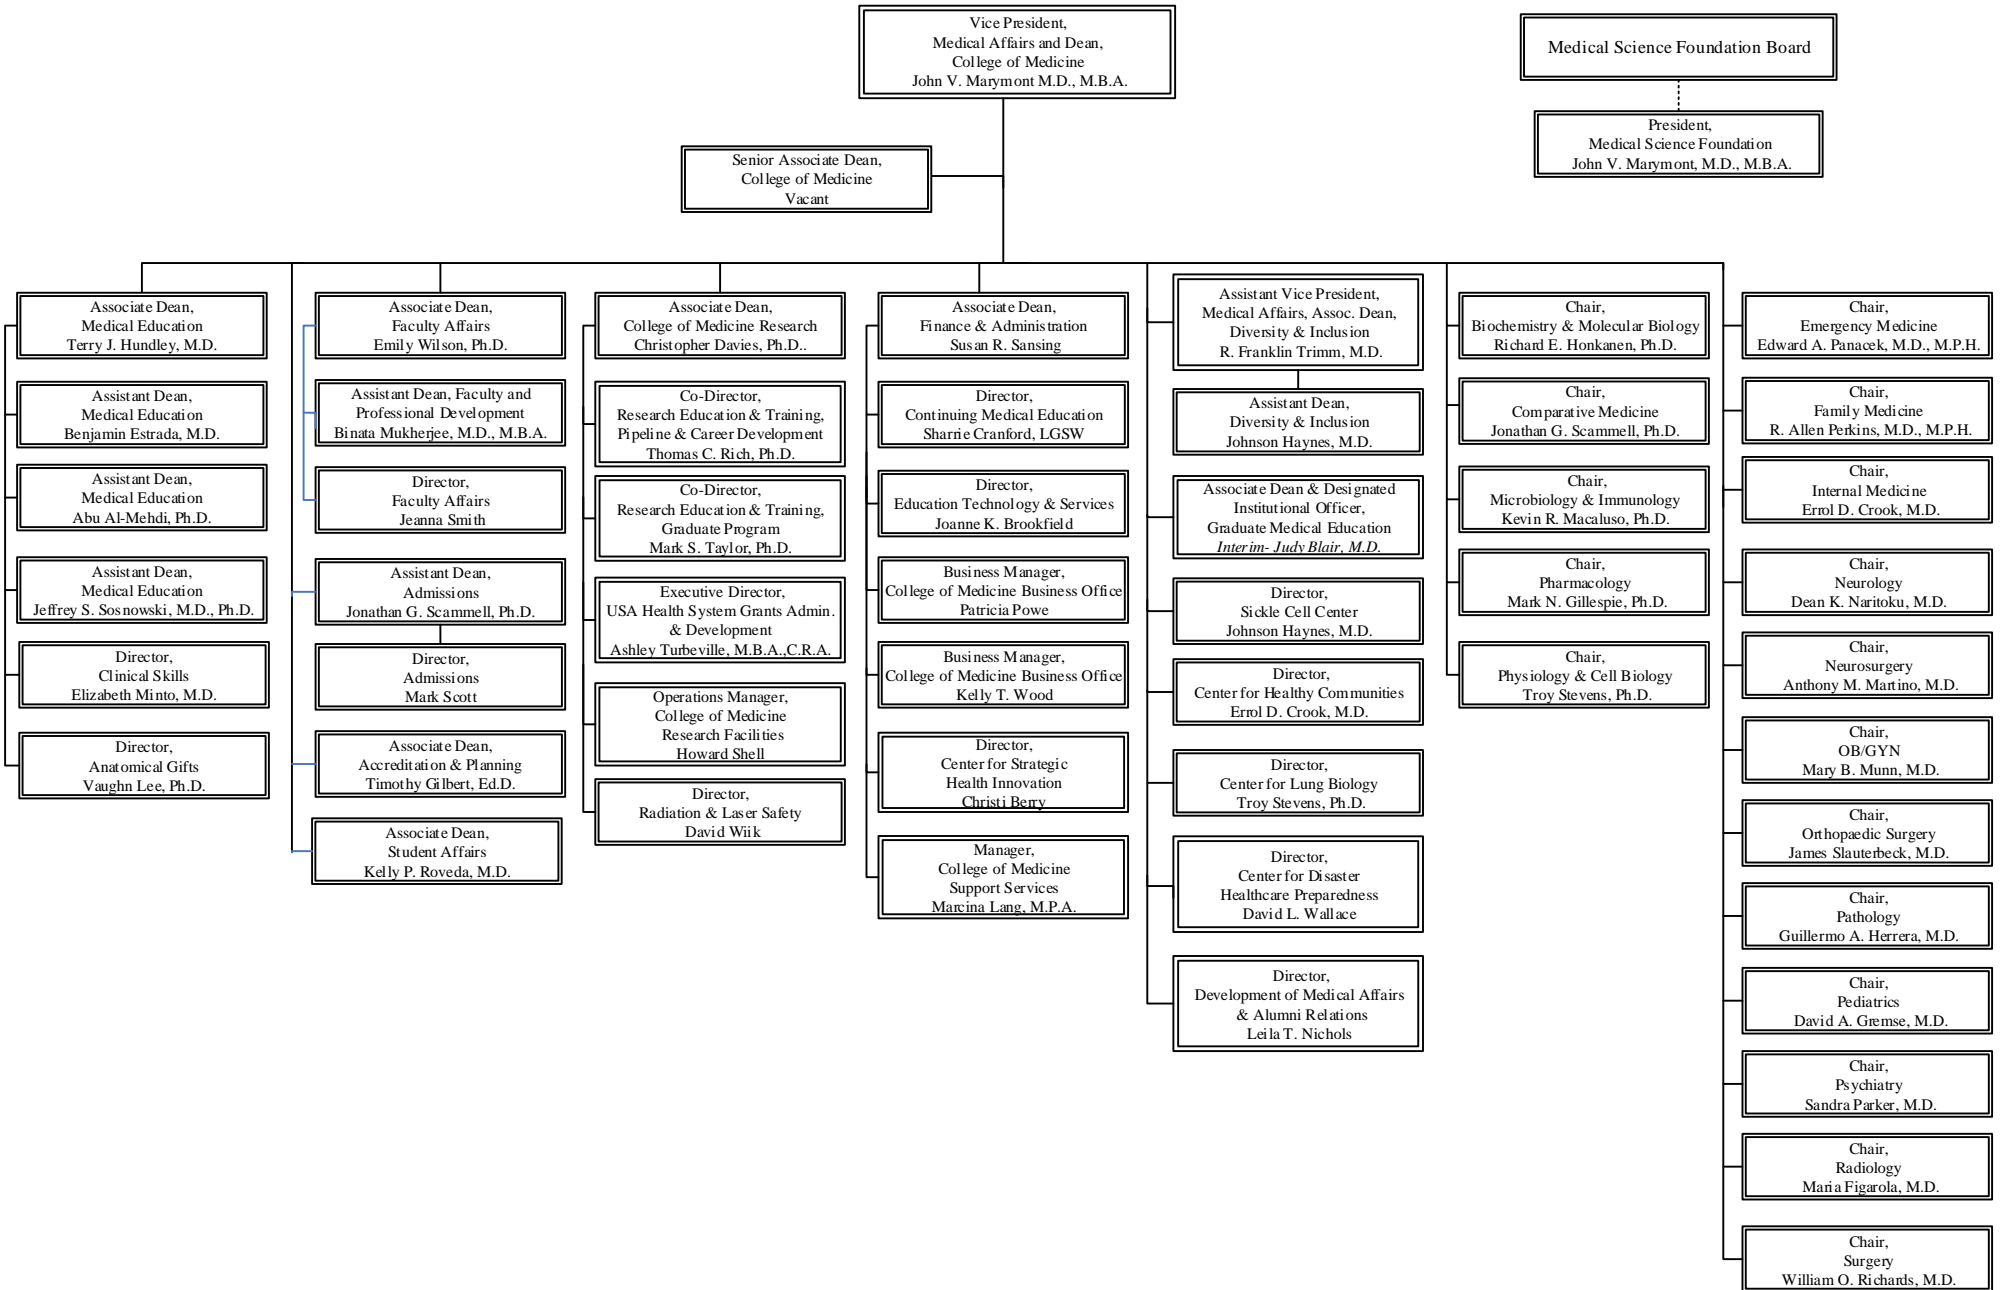 Vice President,
Medical Affairs and Dean,
College of Medicine
John V. Marymont M.D., M.B.A.
Medical Science Foundation Board
President,
Medical Science Foundation
John V. Marymont, M.D., M.B.A.
Senior Associate Dean,
College of Medicine
Vacant
Associate Dean,
Medical Education
Terry J. Hundley, M.D.
Assistant Dean,
Medical Education
Benjamin Estrada, M.D.
Assistant Dean,
Medical Education
Abu Al-Mehdi, Ph.D.
Assistant Dean,
Medical Education
Jeffrey S. Sosnowski, M.D., Ph.D.
Director,
Clinical Skills
Elizabeth Minto, M.D.
Director,
Anatomical Gifts
Vaughn Lee, Ph.D.
Associate Dean,
Faculty Affairs
Emily Wilson, Ph.D.
Assistant Dean, Faculty and
Professional Development
Binata Mukherjee, M.D., M.B.A.
Director,
Faculty Affairs
Jeanna Smith
Assistant Dean,
Admissions
Jonathan G. Scammell, Ph.D.
Director,
Admissions
Mark Scott
Associate Dean,
Accreditation & Planning
Timothy Gilbert, Ed.D.
Associate Dean,
Student Affairs
Kelly P. Roveda, M.D.
Associate Dean,
College of Medicine Research
Christopher Davies, Ph.D..
Co-Director,
Research Education & Training,
Pipeline & Career Development
Thomas C. Rich, Ph.D.
Co-Director,
Research Education & Training,
Graduate Program
Mark S. Taylor, Ph.D.
Executive Director,
USA Health System Grants Admin.
& Development
Ashley Turbeville, M.B.A.,C.R.A.
Operations Manager,
College of Medicine
Research Facilities
Howard Shell
Director,
Radiation & Laser Safety
David Wiik
Associate Dean,
Finance & Administration
Susan R. Sansing
Director,
Continuing Medical Education
Sharrie Cranford, LGSW
Director,
Education Technology & Services
Joanne K. Brookfield
Business Manager,
College of Medicine Business Office
Patricia Powe
Business Manager,
College of Medicine Business Office
Kelly T. Wood
Director,
Center for Strategic
Health Innovation
Christi Berry
Manager,
College of Medicine
Support Services
Marcina Lang, M.P.A.
Assistant Vice President,
Medical Affairs, Assoc. Dean,
Diversity & Inclusion
R. Franklin Trimm, M.D.
Assistant Dean,
Diversity & Inclusion
Johnson Haynes, M.D.
Associate Dean & Designated
Institutional Officer,
Graduate Medical Education
Interim- Judy Blair, M.D.
Director,
Sickle Cell Center
Johnson Haynes, M.D.
Director,
Center for Healthy Communities
Errol D. Crook, M.D.
Director,
Center for Lung Biology
Troy Stevens, Ph.D.
Director,
Center for Disaster
Healthcare Preparedness
David L. Wallace
Director,
Development of Medical Affairs
& Alumni Relations
Leila T. Nichols
Chair,
Biochemistry & Molecular Biology
Richard E. Honkanen, Ph.D.
Chair,
Comparative Medicine
Jonathan G. Scammell, Ph.D.
Chair,
Microbiology & Immunology
Kevin R. Macaluso, Ph.D.
Chair,
Pharmacology
Mark N. Gillespie, Ph.D.
Chair,
Physiology & Cell Biology
Troy Stevens, Ph.D.
Chair,
Emergency Medicine
Edward A. Panacek, M.D., M.P.H.
Chair,
Family Medicine
R. Allen Perkins, M.D., M.P.H.
Chair,
Internal Medicine
Errol D. Crook, M.D.
Chair,
Neurology
Dean K. Naritoku, M.D.
Chair,
Neurosurgery
Anthony M. Martino, M.D.
Chair,
OB/GYN
Mary B. Munn, M.D.
Chair,
Orthopaedic Surgery
James Slauterbeck, M.D.
Chair,
Pathology
Guillermo A. Herrera, M.D.
Chair,
Pediatrics
David A. Gremse, M.D.
Chair,
Psychiatry
Sandra Parker, M.D.
Chair,
Radiology
Maria Figarola, M.D.
Chair,
Surgery
William O. Richards, M.D.